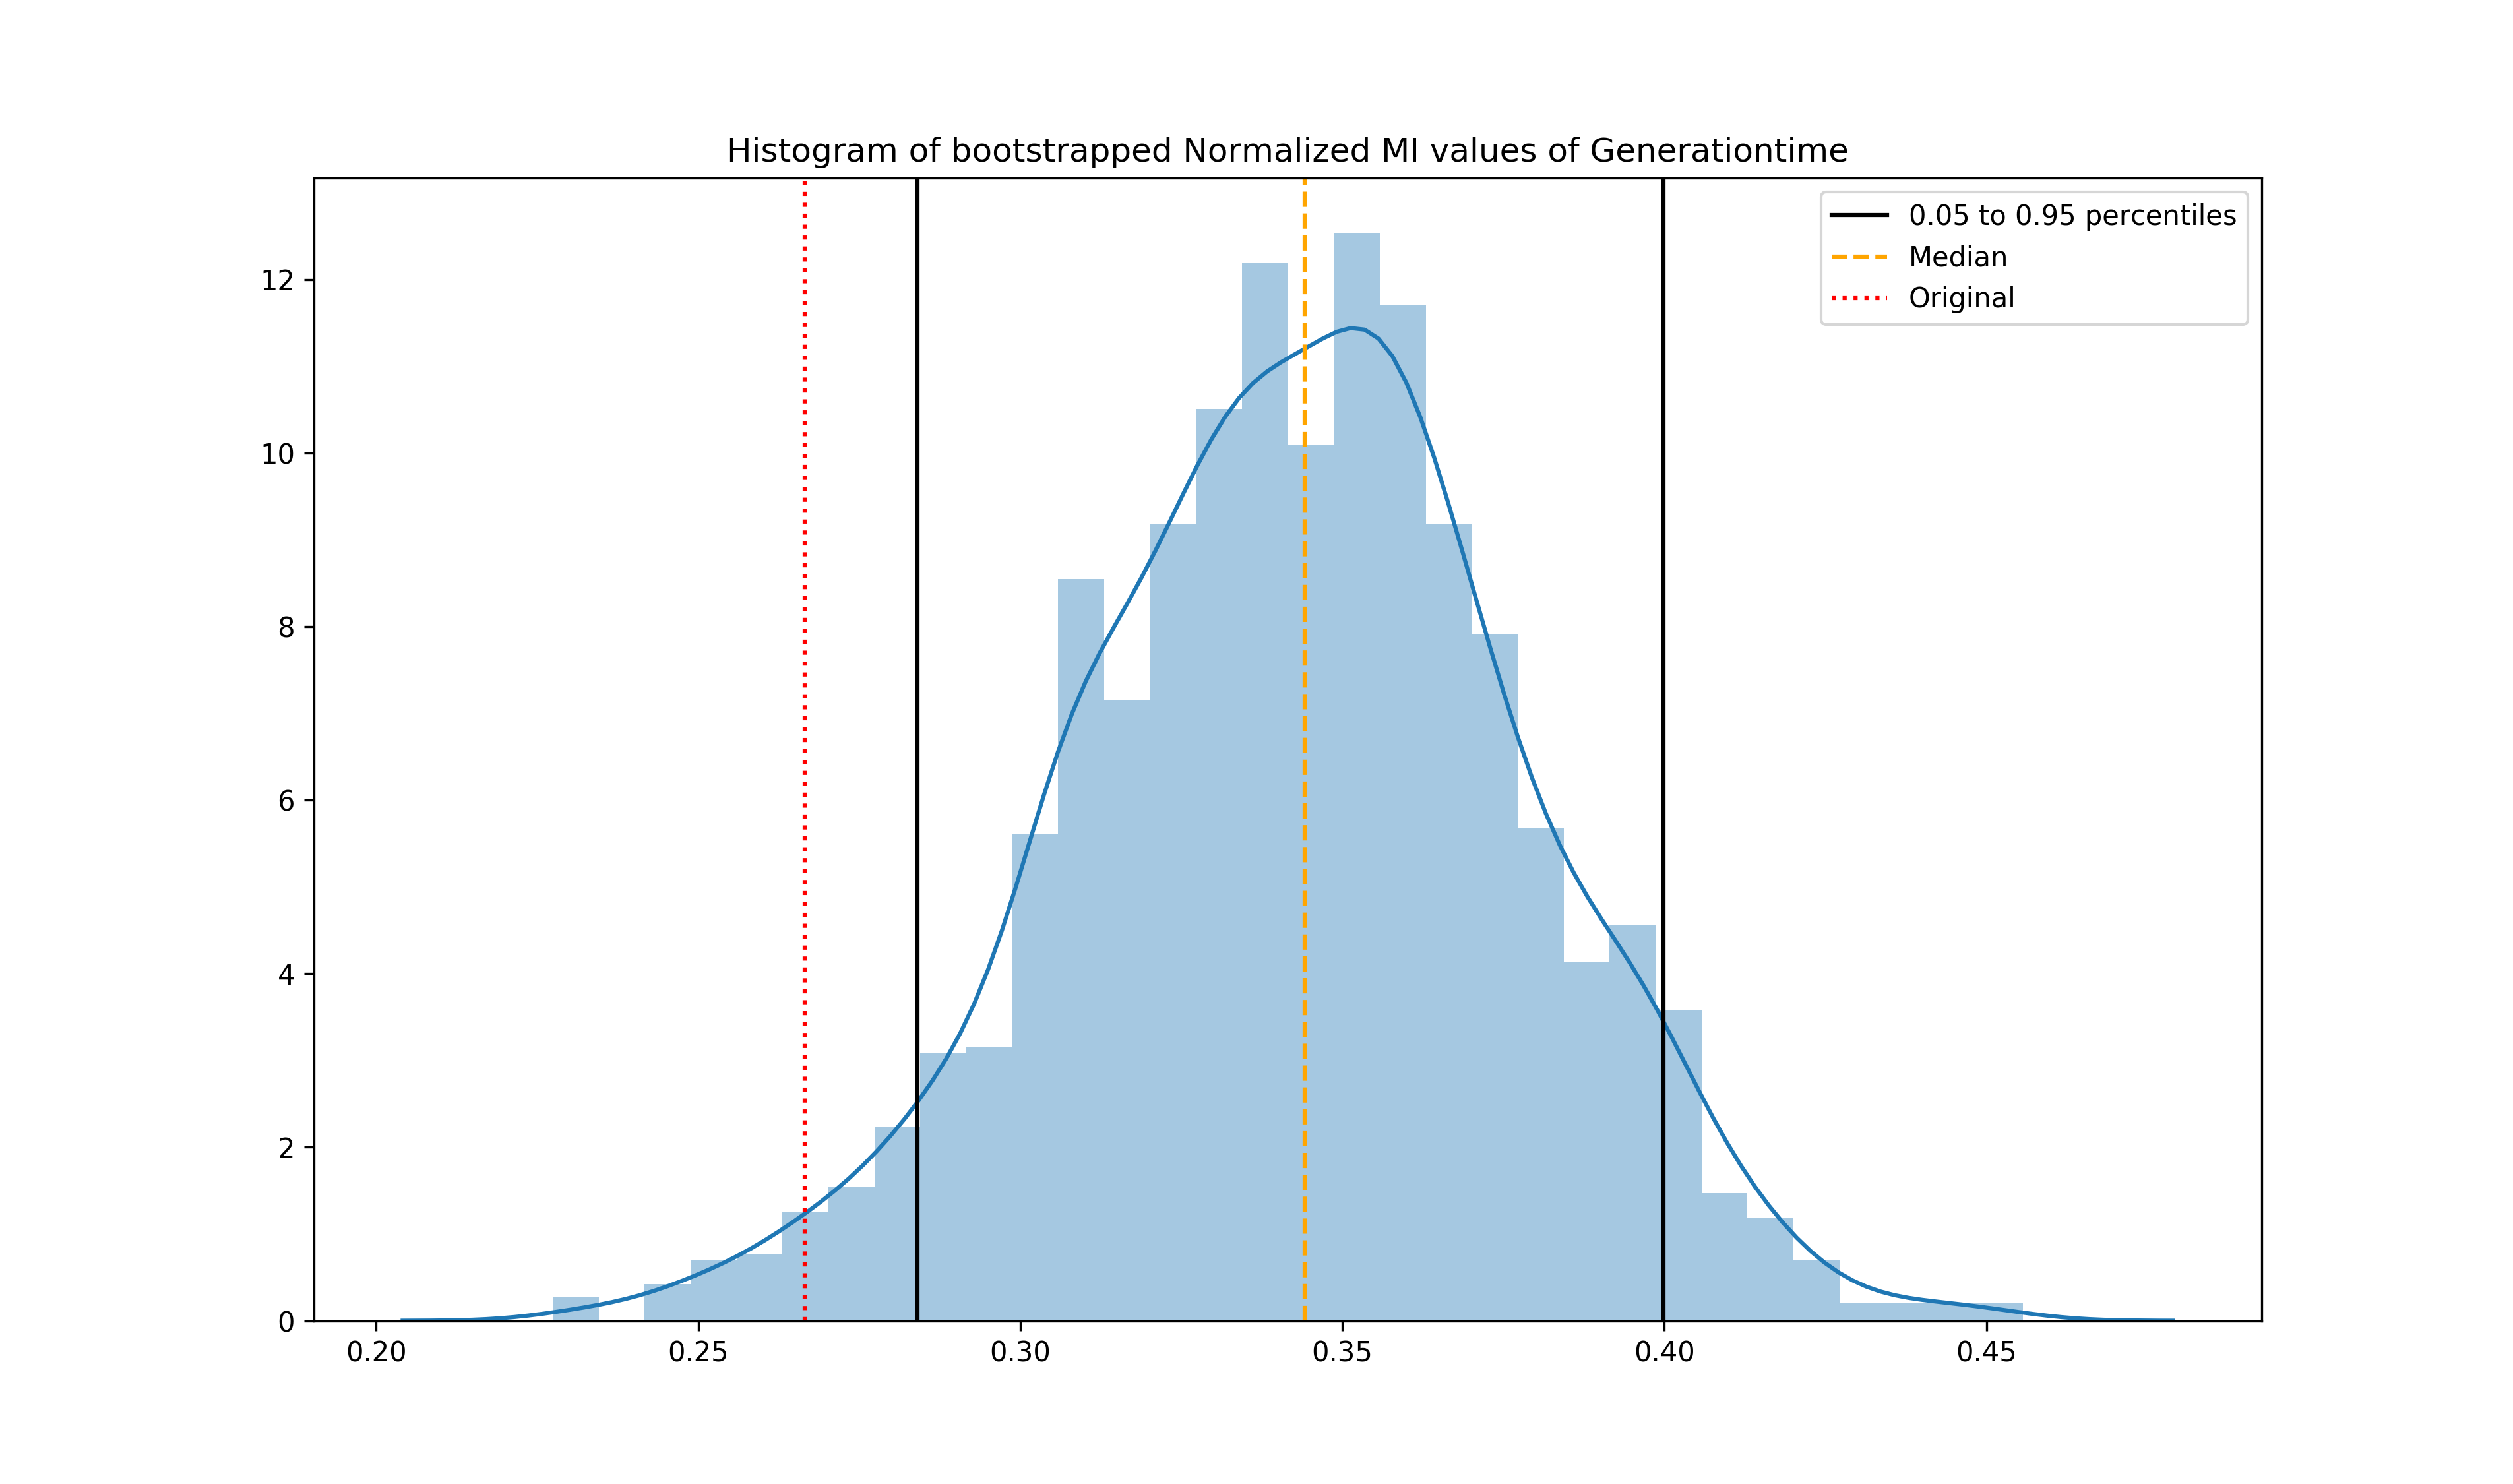 Histogram of bootstrapped Normalized MI values of Generationtime
0.05 to 0.95 percentiles
Median
Original
12
10
8
6
4
2
0
0.20 0.25 0.30 0.35 0.40 0.45